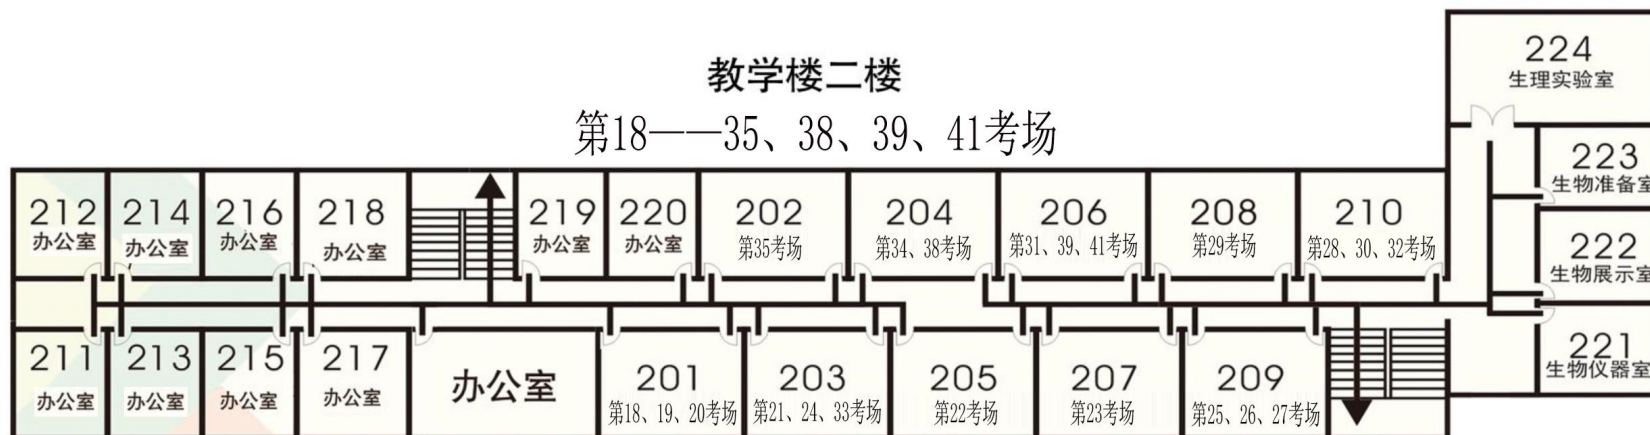 教学楼二楼
第18——35、38、39、41考场
224
生理实验室
223
生物准备室
222
生物展示室
221
生物仪器室
212
办公室
214
办公室
216
办公室
218
办公室
219
办公室
220
办公室
202
第35考场
204
第34、38考场
206
第31、39、41考场
208
第29考场
210
第28、30、32考场
211
办公室
213
办公室
215
办公室
217
办公室
办公室
201
第18、19、20考场
203
第21、24、33考场
205
第22考场
207
第23考场
209
第25、26、27考场